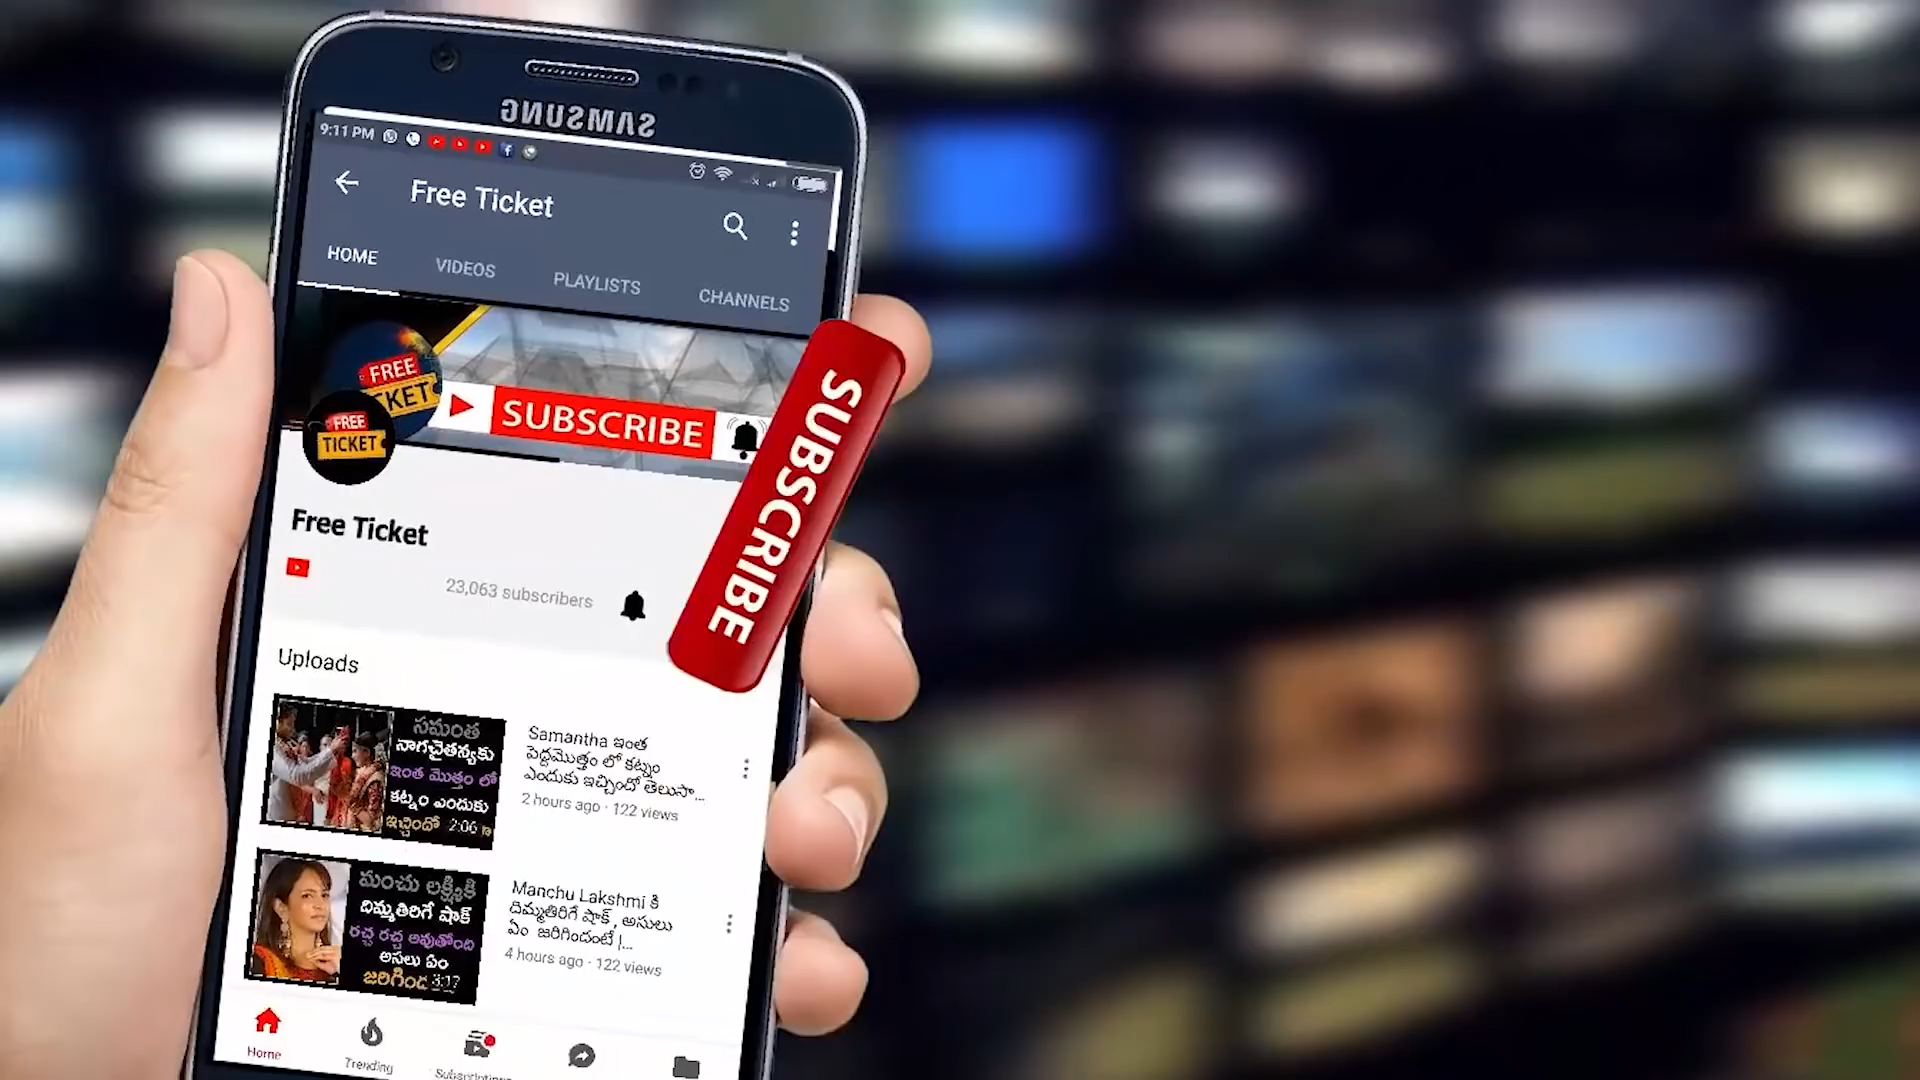 SAMSUNG
9:11 PM
Free Ticket
HOME
VIDEOS
PLAYLISTS
CHANNELS
FREE
KET
FREE
TICKET
SUBSCRIBE
SUBSCRIBE
Free Ticket
23,063 subscribers
Uploads
సమంత
నాగచైతన్యకు
ఇంత మొత్తం లో
కట్నం ఎందుకు
ఇచ్చిందో 2:06
Samantha ఇంత
పెద్దమొత్తం లో కట్నం
ఎందుకు ఇచ్చిందో తెలుసా...
2 hours ago · 122 views
మంచు లక్ష్మికి
దిమ్మతిరిగే షాక్
రచ్చ రచ్చ అవుతోంది
అసలు ఏం
జరిగింద 3:17
Manchu Lakshmi కి
దిమ్మతిరిగే షాక్ , అసలు
ఏం జరిగిందంటే |...
4 hours ago · 122 views
Home
Trending